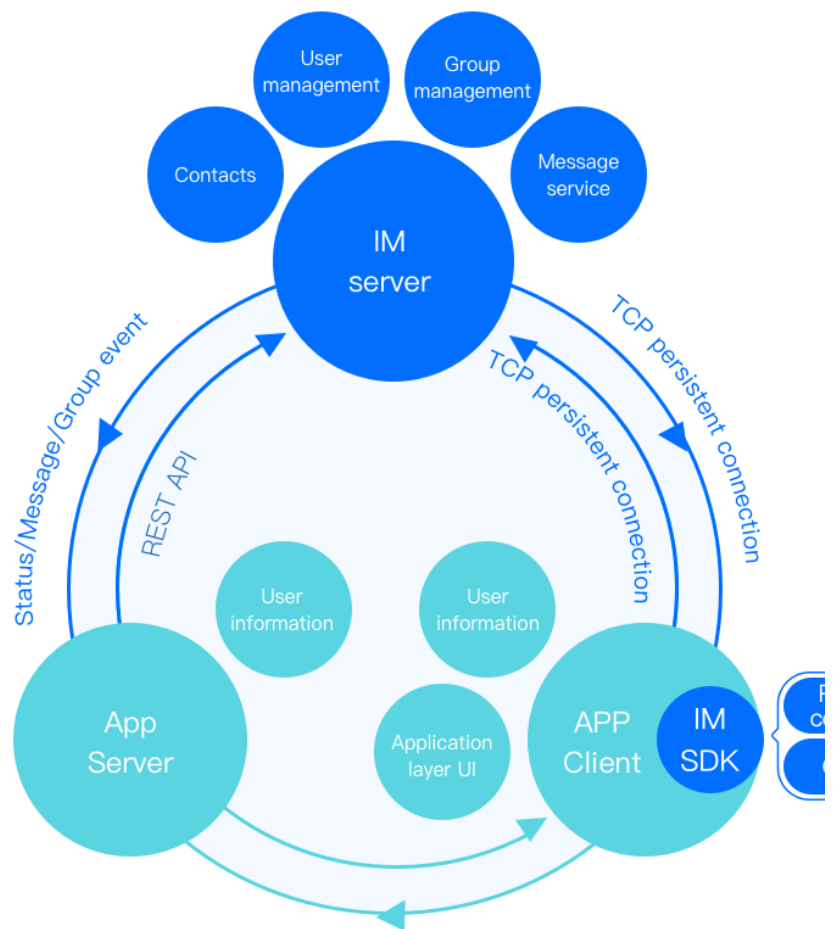 User
management
Group
management
Contacts
Message
service
IM
server
Status/Message/Group event
REST API
TCP persistent connection
TCP persistent connection
User
information
User
information
App
Server
Application
layer UI
APP
Client
IM
SDK